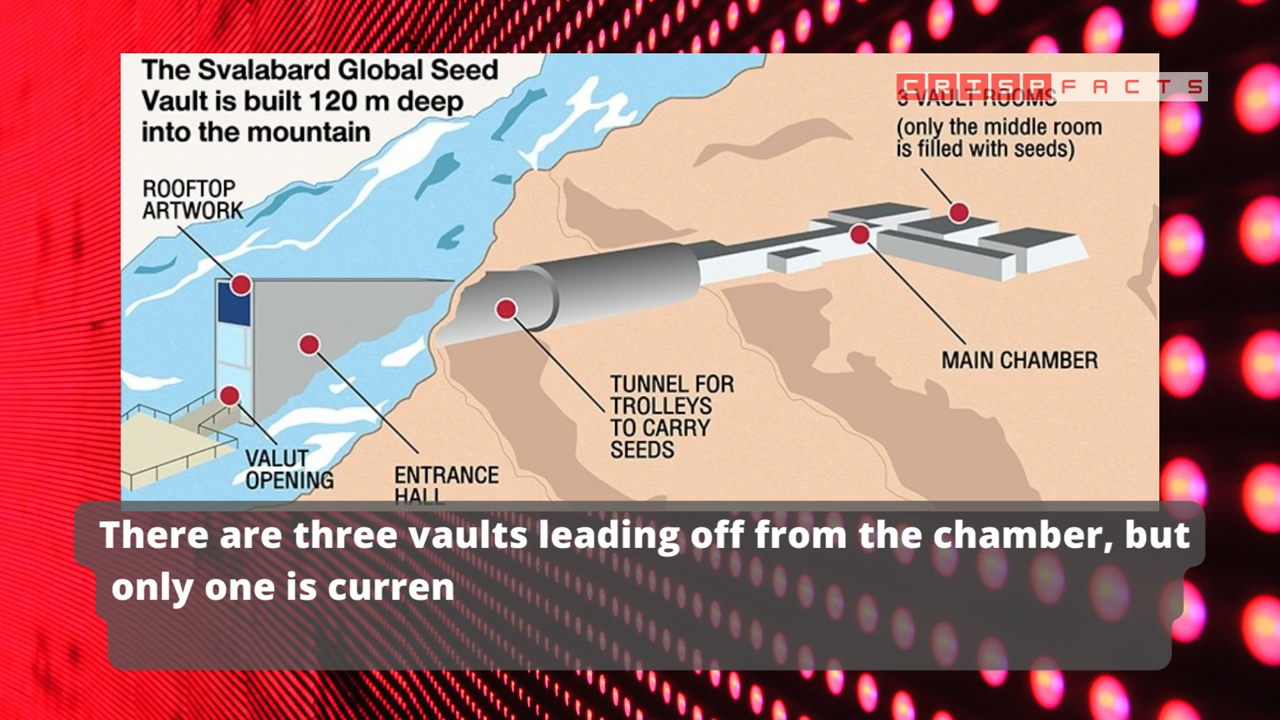 The Svalabard Global Seed
Vault is built 120 m deep
into the mountain
CRISP FACTS
3 VAULT ROOMS
(only the middle room
is filled with seeds)
ROOFTOP
ARTWORK
MAIN CHAMBER
TUNNEL FOR
TROLLEYS
TO CARRY
SEEDS
VALUT
OPENING
ENTRANCE
HALL
There are three vaults leading off from the chamber, but
only one is curren